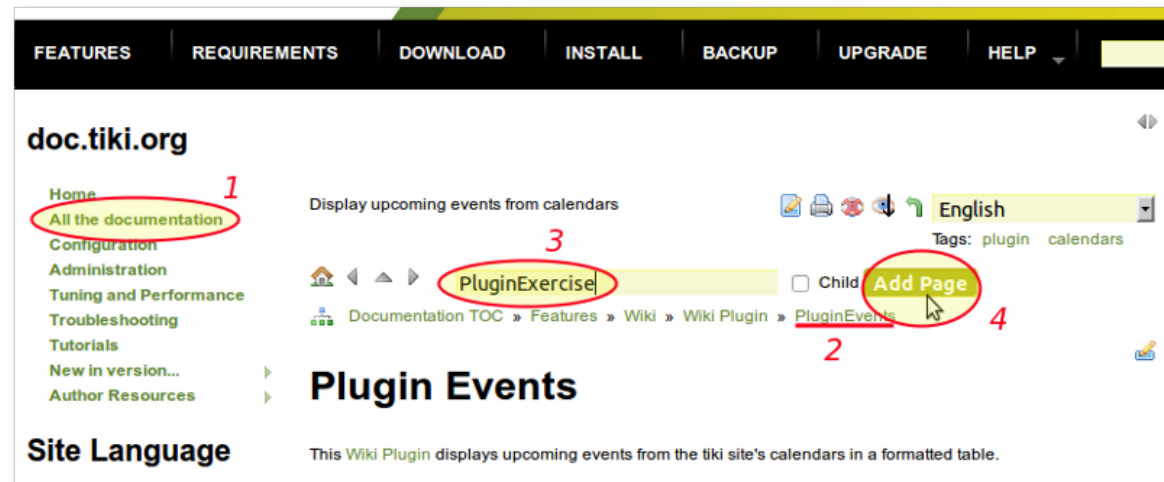 FEATURES REQUIREMENTS DOWNLOAD INSTALL BACKUP UPGRADE HELP
doc.tiki.org
Home
1
All the documentation
Configuration
Administration
Tuning and Performance
Troubleshooting
Tutorials
New in version...
Author Resources
Site Language
Display upcoming events from calendars
English
Tags: plugin calendars
3
PluginExercise
Child Add Page
4
Documentation TOC » Features » Wiki » Wiki Plugin » PluginEvents
2
Plugin Events
This Wiki Plugin displays upcoming events from the tiki site's calendars in a formatted table.